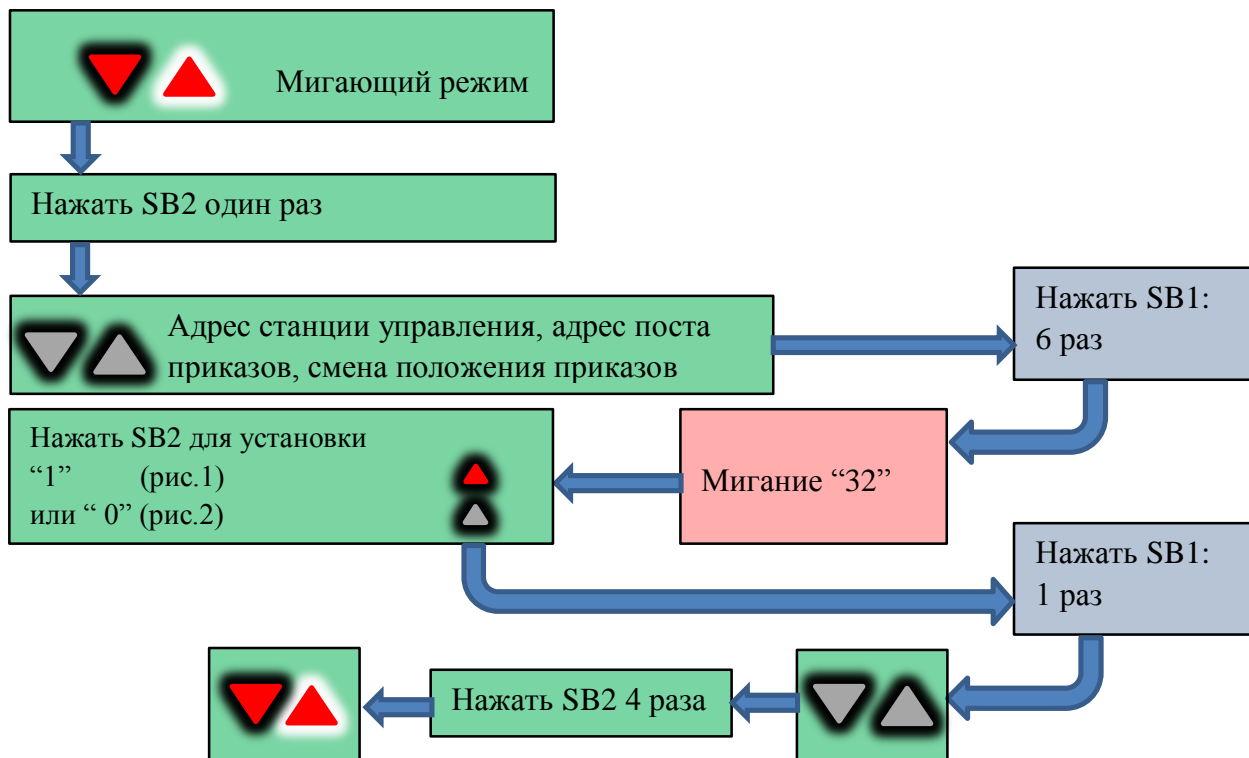 Мигающий режим
Нажать SB2 один раз
Адрес станции управления, адрес поста
приказов, смена положения приказов
Нажать SB1:
6 раз
Мигание “32”
Нажать SB2 для установки
“1” (рис.1)
или “ 0” (рис.2)
Нажать SB1:
1 раз
Нажать SB2 4 раза